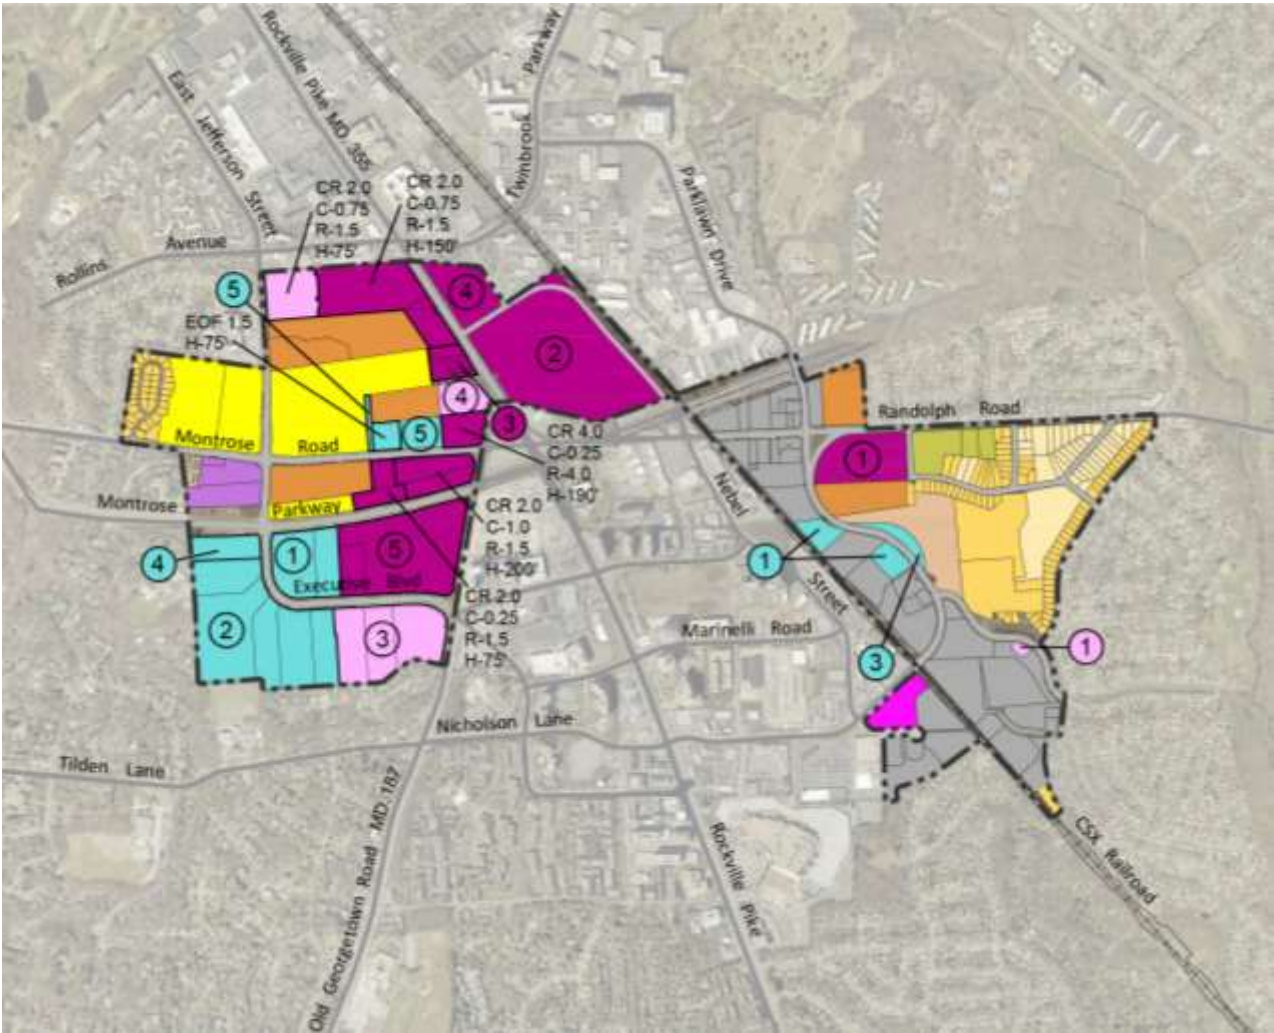 Rockville Pike MD. 355
Twinbrook Parkway
East Jefferson Street
Parklawn Drive
CR 2.0
C-0.75
R-1.5
H-75'
CR 2.0
C-0.75
R-1.5
H-150'
Rollins Avenue
5
4
EOF 1.5
H-75'
2
4
3
5
Randolph Road
Montrose Road
CR 4.0
C-0.25
R-4.0
H-190'
1
Montrose Parkway
Nebel Street
CR 2.0
C-1.0
R-1.5
H-200'
4
1
5
1
Executive Blvd
CR 2.0
C-0.25
R-1.5
H-75'
2
3
Marinelli Road
1
3
Nicholson Lane
Tilden Lane
Old Georgetown Road MD.187
Rockville Pike
CSX Railroad